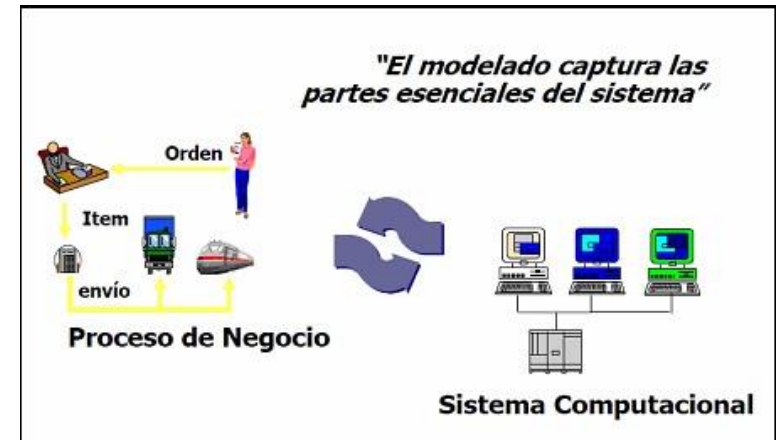 "El modelado captura las
partes esenciales del sistema”
Orden
Item
envío
Proceso de Negocio
Sistema Computacional